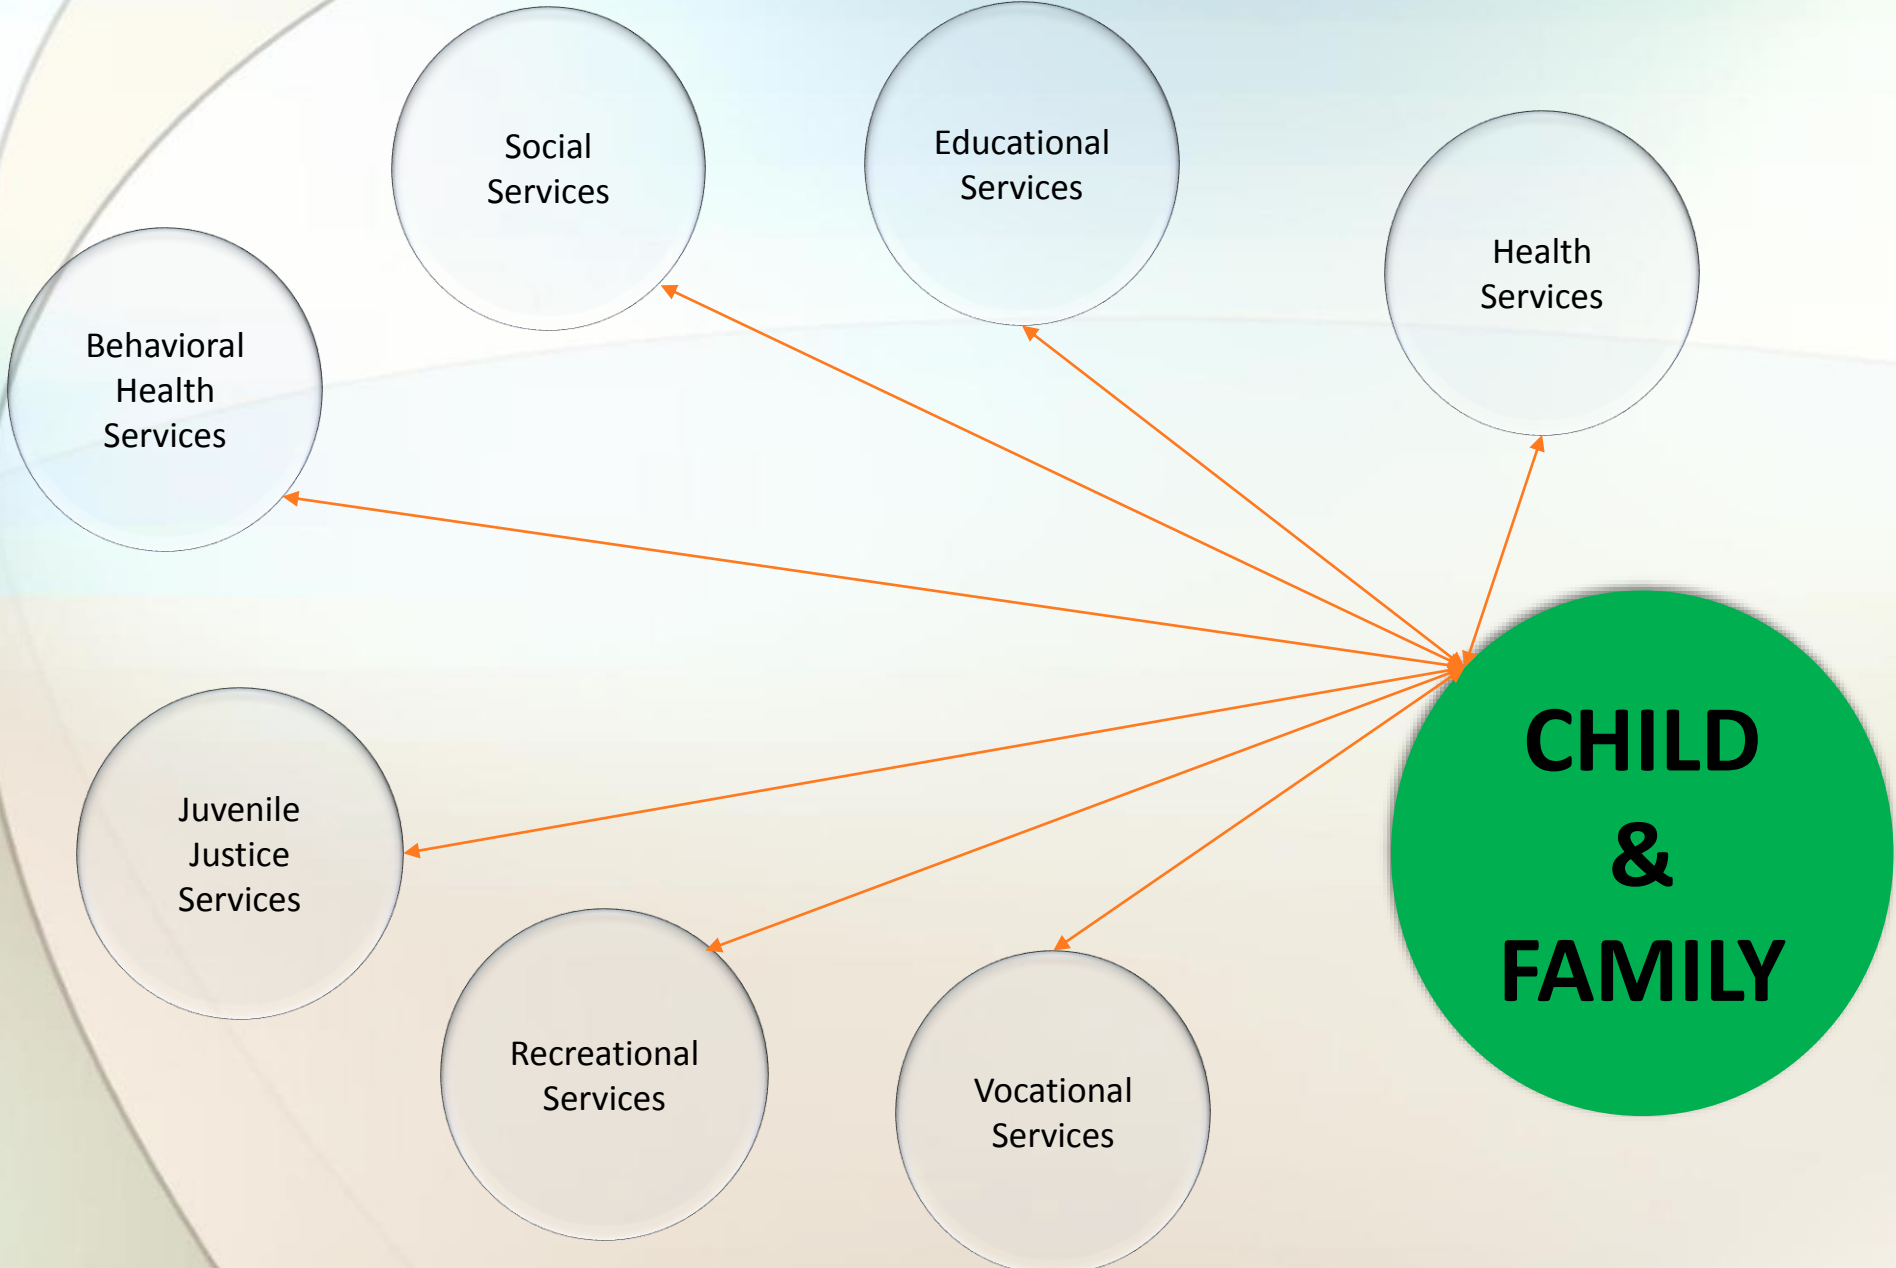 Social
Services
Educational
Services
Health
Services
Behavioral
Health
Services
CHILD
&
FAMILY
Juvenile
Justice
Services
Recreational
Services
Vocational
Services